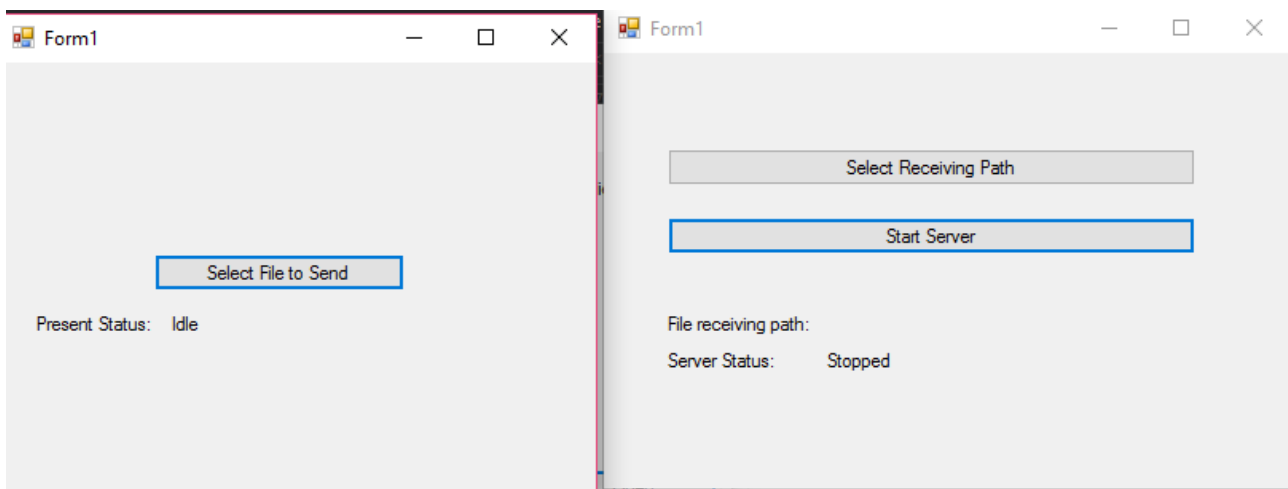 Form1
Select File to Send
Present Status: Idle
Form1
Select Receiving Path
Start Server
File receiving path:
Server Status: Stopped